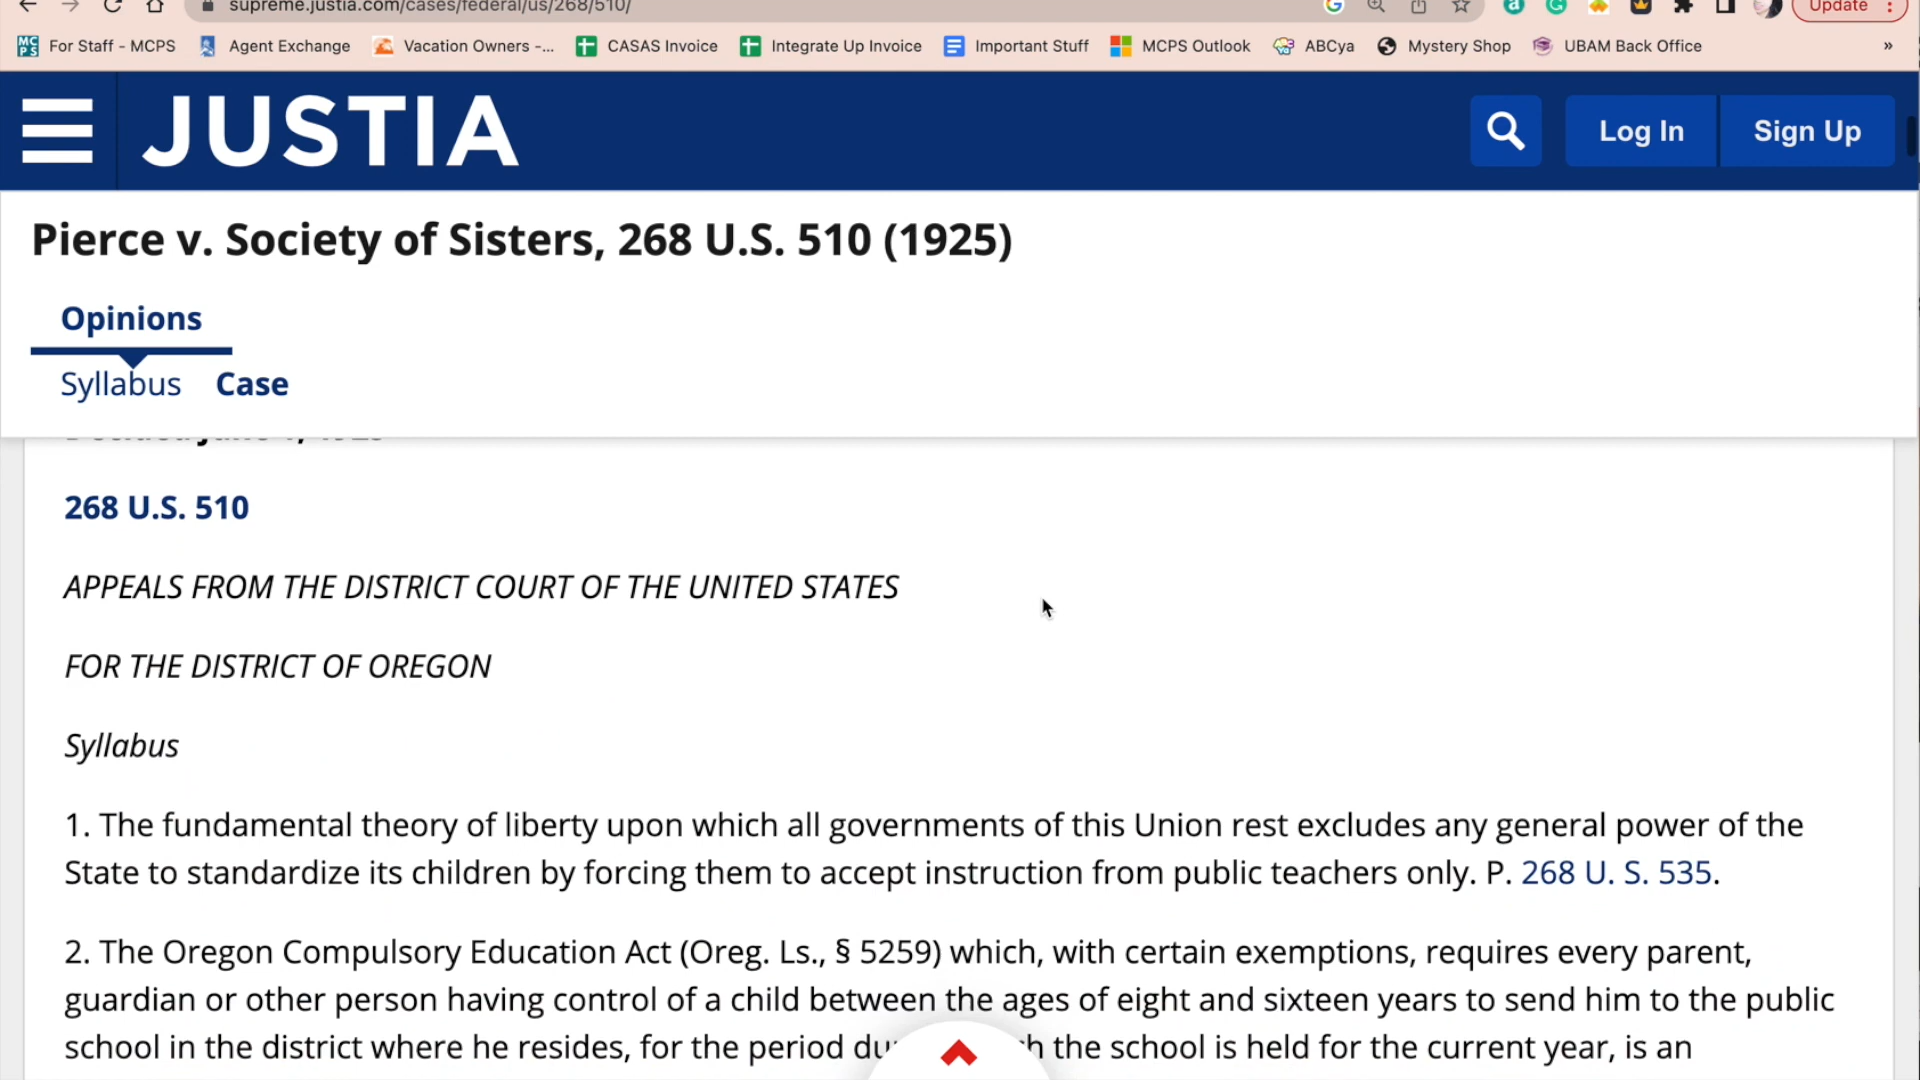 supreme.justia.com/cases/federal/us/268/510/
Update
For Staff - MCPS
Agent Exchange
Vacation Owners -...
CASAS Invoice
Integrate Up Invoice
Important Stuff
MCPS Outlook
ABCya
Mystery Shop
UBAM Back Office
»
JUSTIA
Log In
Sign Up
Pierce v. Society of Sisters, 268 U.S. 510 (1925)
Opinions
Syllabus Case
268 U.S. 510
APPEALS FROM THE DISTRICT COURT OF THE UNITED STATES
FOR THE DISTRICT OF OREGON
Syllabus
1. The fundamental theory of liberty upon which all governments of this Union rest excludes any general power of the
State to standardize its children by forcing them to accept instruction from public teachers only. P. 268 U. S. 535.
2. The Oregon Compulsory Education Act (Oreg. Ls., § 5259) which, with certain exemptions, requires every parent,
guardian or other person having control of a child between the ages of eight and sixteen years to send him to the public
school in the district where he resides, for the period the school is held for the current year, is an